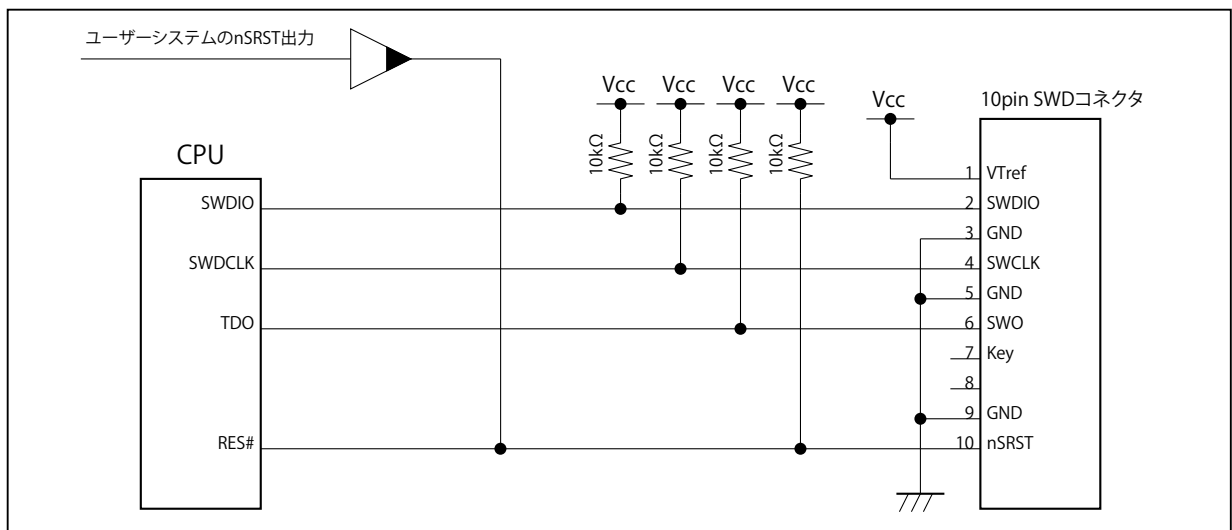 ユーザーシステムのnSRST出力
Vcc
Vcc
Vcc
Vcc
Vcc
10pin SWDコネクタ
10kΩ
10kΩ
10kΩ
10kΩ
CPU
1 VTref
SWDIO
2 SWDIO
3 GND
SWDCLK
4 SWCLK
5 GND
TDO
6 SWO
7 Key
8
9 GND
RES#
10 nSRST